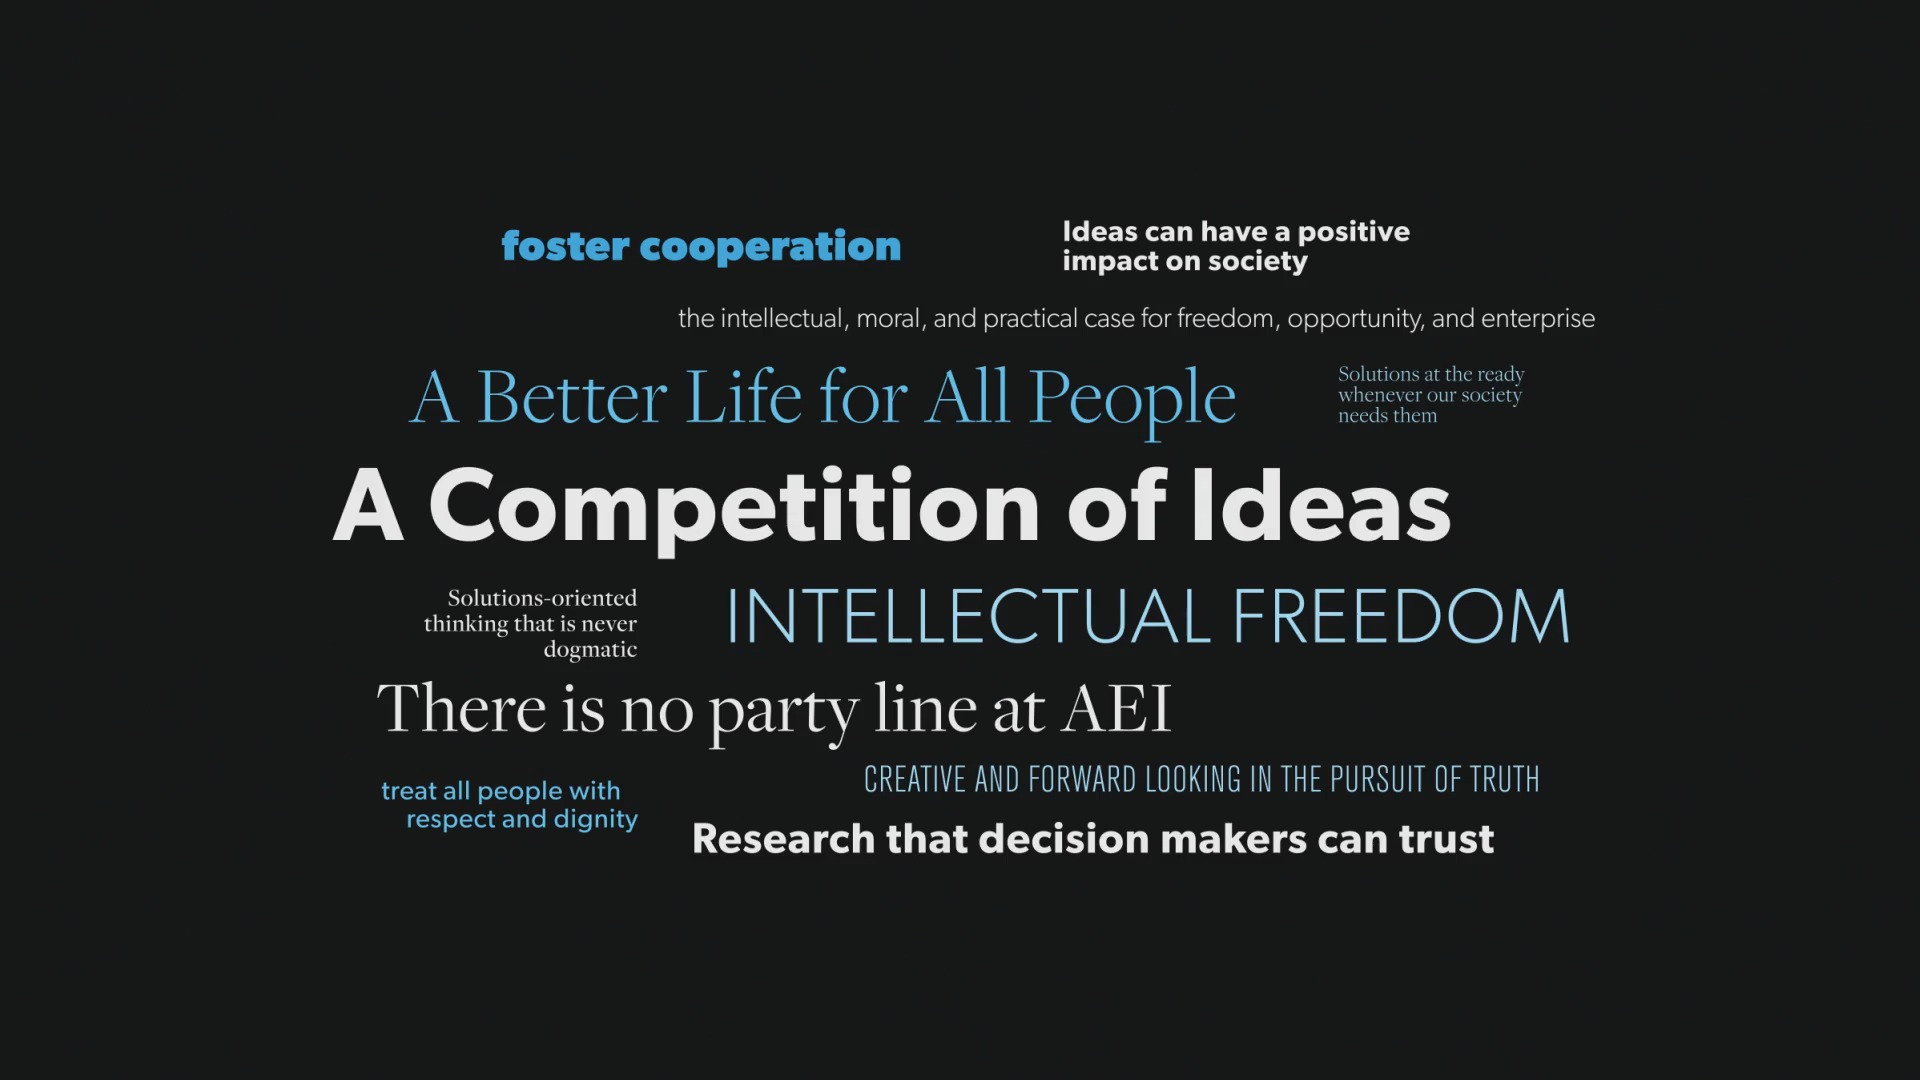 foster cooperation
Ideas can have a positive
impact on society
the intellectual, moral, and practical case for freedom, opportunity, and enterprise
A Better Life for All People
Solutions at the ready
whenever our society
needs them
A Competition of Ideas
Solutions-oriented
thinking that is never
dogmatic
INTELLECTUAL FREEDOM
There is no party line at AEI
CREATIVE AND FORWARD LOOKING IN THE PURSUIT OF TRUTH
treat all people with
respect and dignity
Research that decision makers can trust